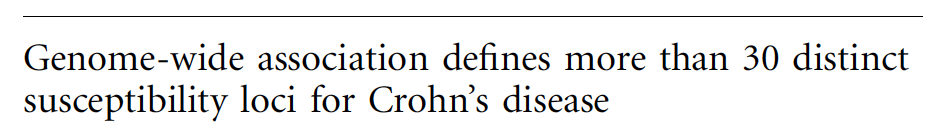 Genome-wide association defines more than 30 distinct
susceptibility loci for Crohn’s disease